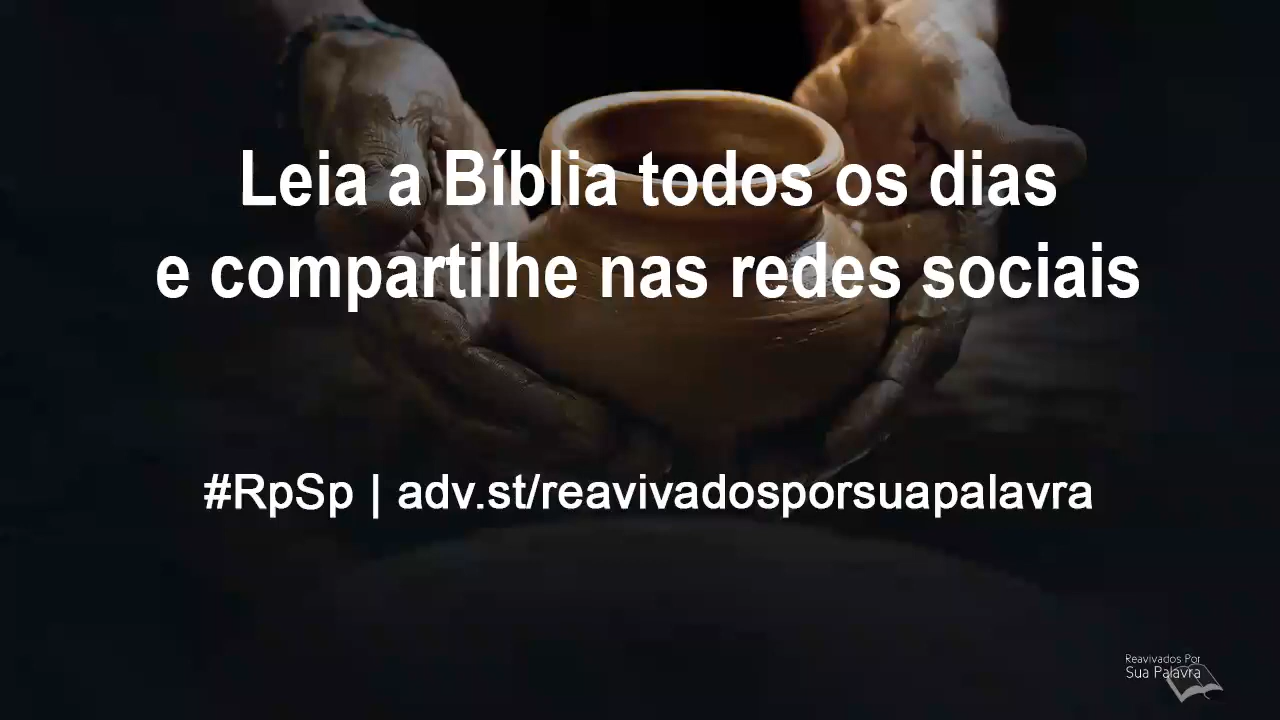 Leia a Bíblia todos os dias
e compartilhe nas redes sociais
#RpSp | adv.st/reavivadosporsuapalavra
Reavivados Por
Sua Palavra